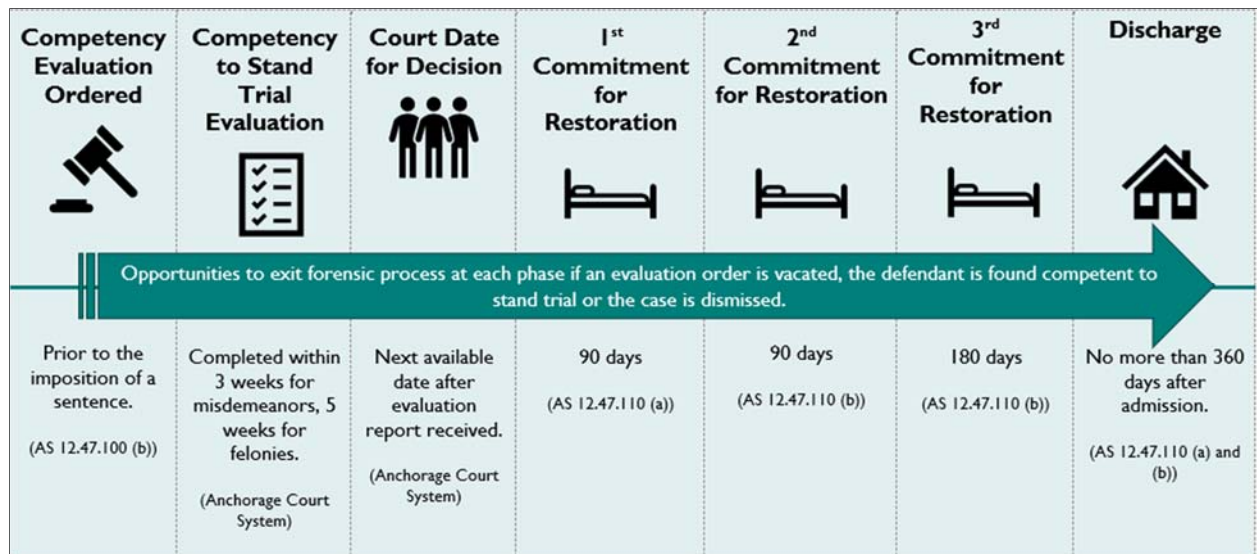 Competency
Evaluation
Ordered
Competency
to Stand
Trial
Evaluation
Court Date
for Decision
1st
Commitment
for
Restoration
2nd
Commitment
for Restoration
3rd
Commitment
for
Restoration
Discharge
Opportunities to exit forensic process at each phase if an evaluation order is vacated, the defendant is found competent to
stand trial or the case is dismissed.
Prior to the
imposition of a
sentence.
(AS 12.47.100 (b))
Completed within
3 weeks for
misdemeanors, 5
weeks for
felonies.
(Anchorage Court
System)
Next available
date after
evaluation
report received.
(Anchorage Court
System)
90 days
(AS 12.47.110 (a))
90 days
(AS 12.47.110 (b))
180 days
(AS 12.47.110 (b))
No more than 360
days after
admission.
(AS 12.47.110 (a) and
(b))